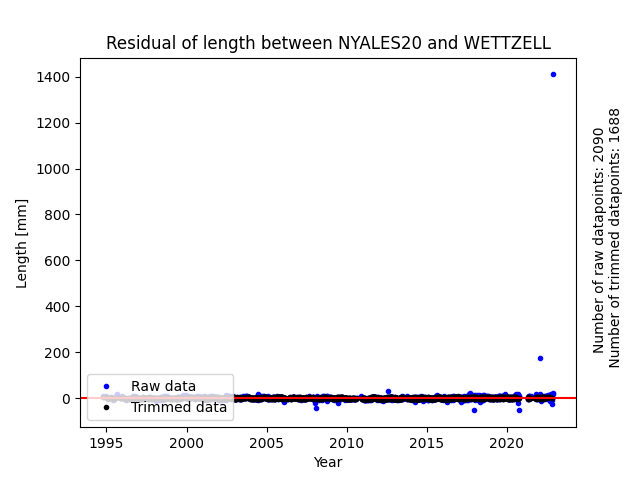 Residual of length between NYALES20 and WETTZELL
1400
1200
1000
800
600
400
200
0
Length [mm]
Raw data
Trimmed data
1995
2000
2005
2010
2015
2020
Year
Number of raw datapoints: 2090
Number of trimmed datapoints: 1688